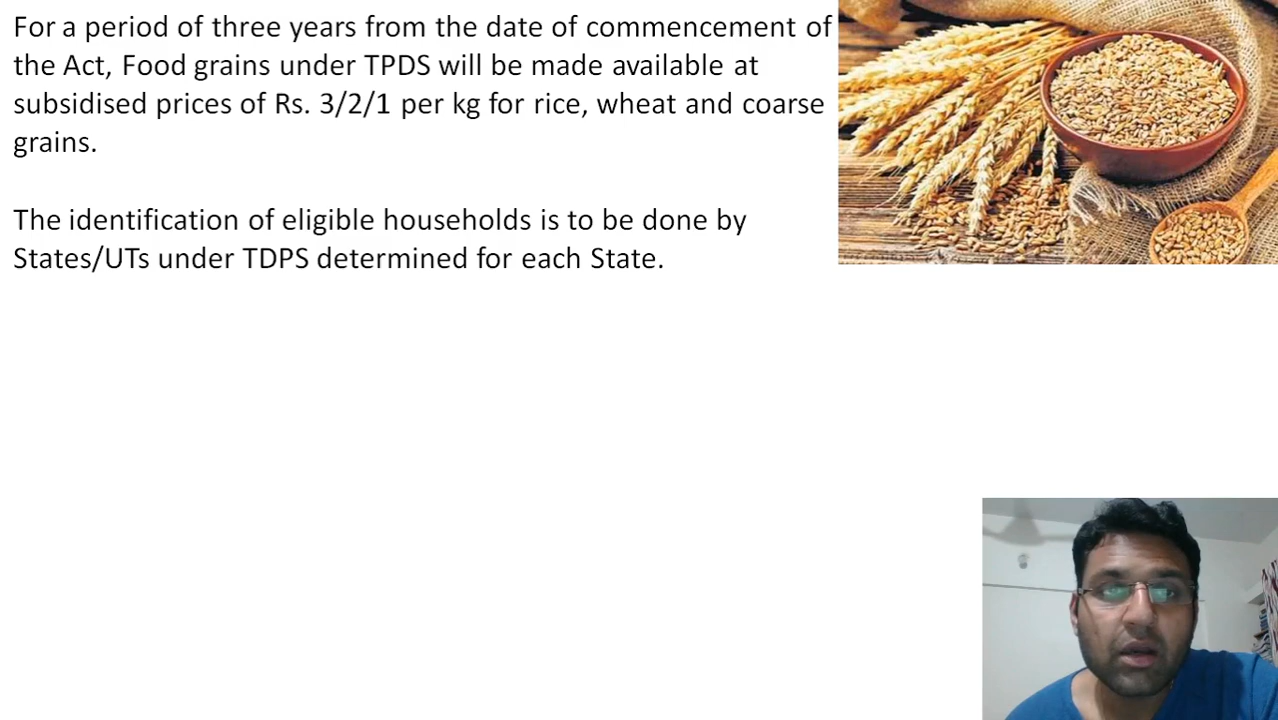 For a period of three years from the date of commencement of
the Act, Food grains under TPDS will be made available at
subsidised prices of Rs. 3/2/1 per kg for rice, wheat and coarse
grains.
The identification of eligible households is to be done by
States/UTs under TDPS determined for each State.